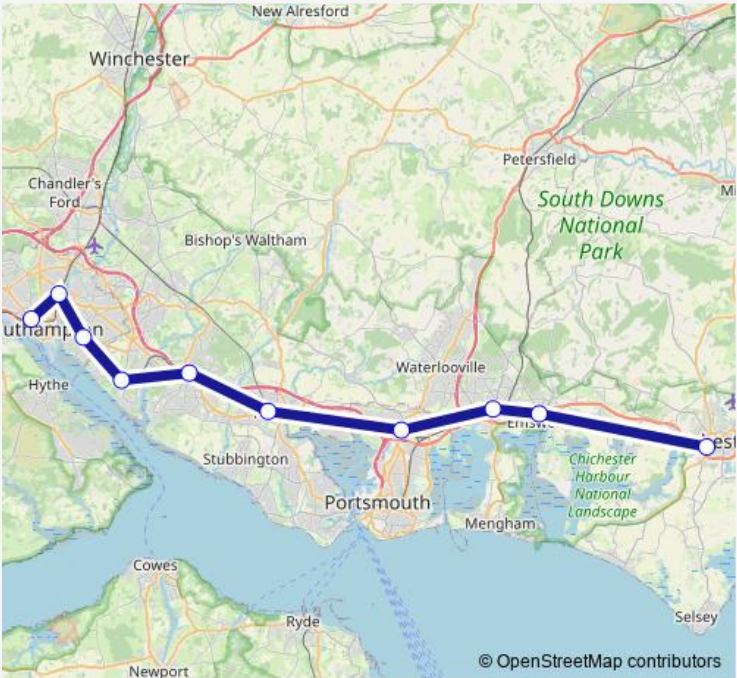 New Alresford
Winchester
Petersfield
Chandler's
Ford
South Downs
National
Park
Bishop's Waltham
uthampton
Hythe
Waterlooville
Stubbington
Chichester
Harbour
National
Landscape
Portsmouth
Mengham
Cowes
Ryde
Selsey
Newport
© OpenStreetMap contributors